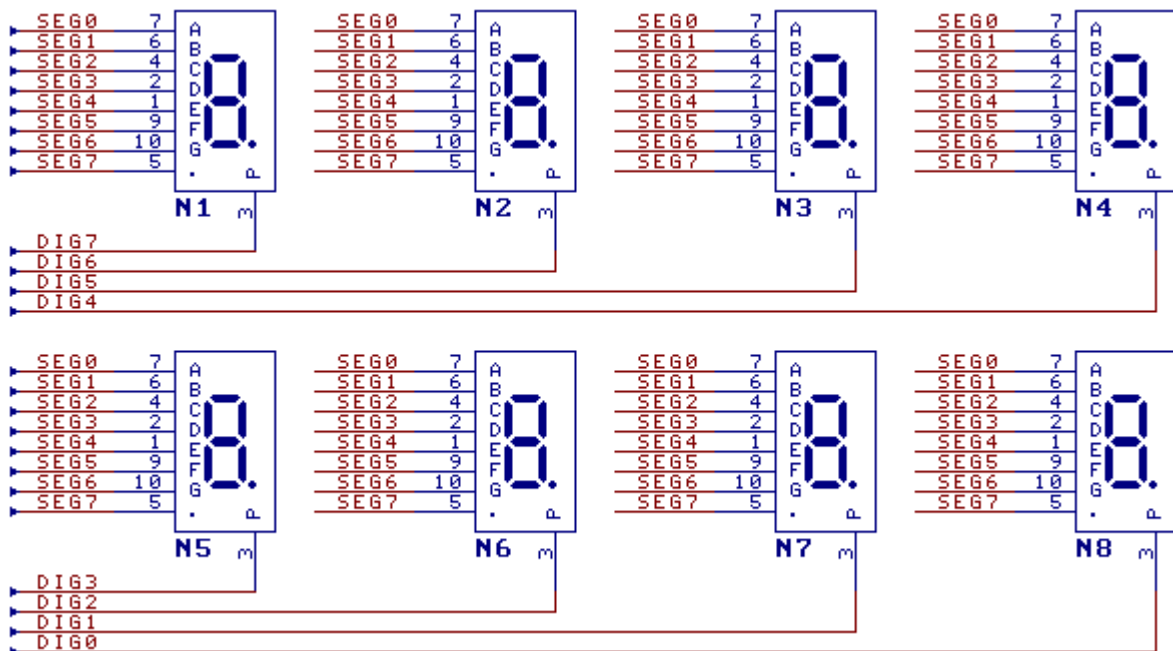 SEG0 7 A SEG0 7 A SEG0 7 A SEG0 7 A
SEG1 6 B SEG1 6 B SEG1 6 B SEG1 6 B
SEG2 4 C SEG2 4 C SEG2 4 C SEG2 4 C
SEG3 2 D SEG3 2 D SEG3 2 D SEG3 2 D
SEG4 1 E SEG4 1 E SEG4 1 E SEG4 1 E
SEG5 9 F SEG5 9 F SEG5 9 F SEG5 9 F
SEG6 10 G SEG6 10 G SEG6 10 G SEG6 10 G
SEG7 5 . P SEG7 5 . P SEG7 5 . P SEG7 5 . P
N1 3 N2 3 N3 3 N4 3
DIG7
DIG6
DIG5
DIG4
SEG0 7 A SEG0 7 A SEG0 7 A SEG0 7 A
SEG1 6 B SEG1 6 B SEG1 6 B SEG1 6 B
SEG2 4 C SEG2 4 C SEG2 4 C SEG2 4 C
SEG3 2 D SEG3 2 D SEG3 2 D SEG3 2 D
SEG4 1 E SEG4 1 E SEG4 1 E SEG4 1 E
SEG5 9 F SEG5 9 F SEG5 9 F SEG5 9 F
SEG6 10 G SEG6 10 G SEG6 10 G SEG6 10 G
SEG7 5 . P SEG7 5 . P SEG7 5 . P SEG7 5 . P
N5 3 N6 3 N7 3 N8 3
DIG3
DIG2
DIG1
DIG0